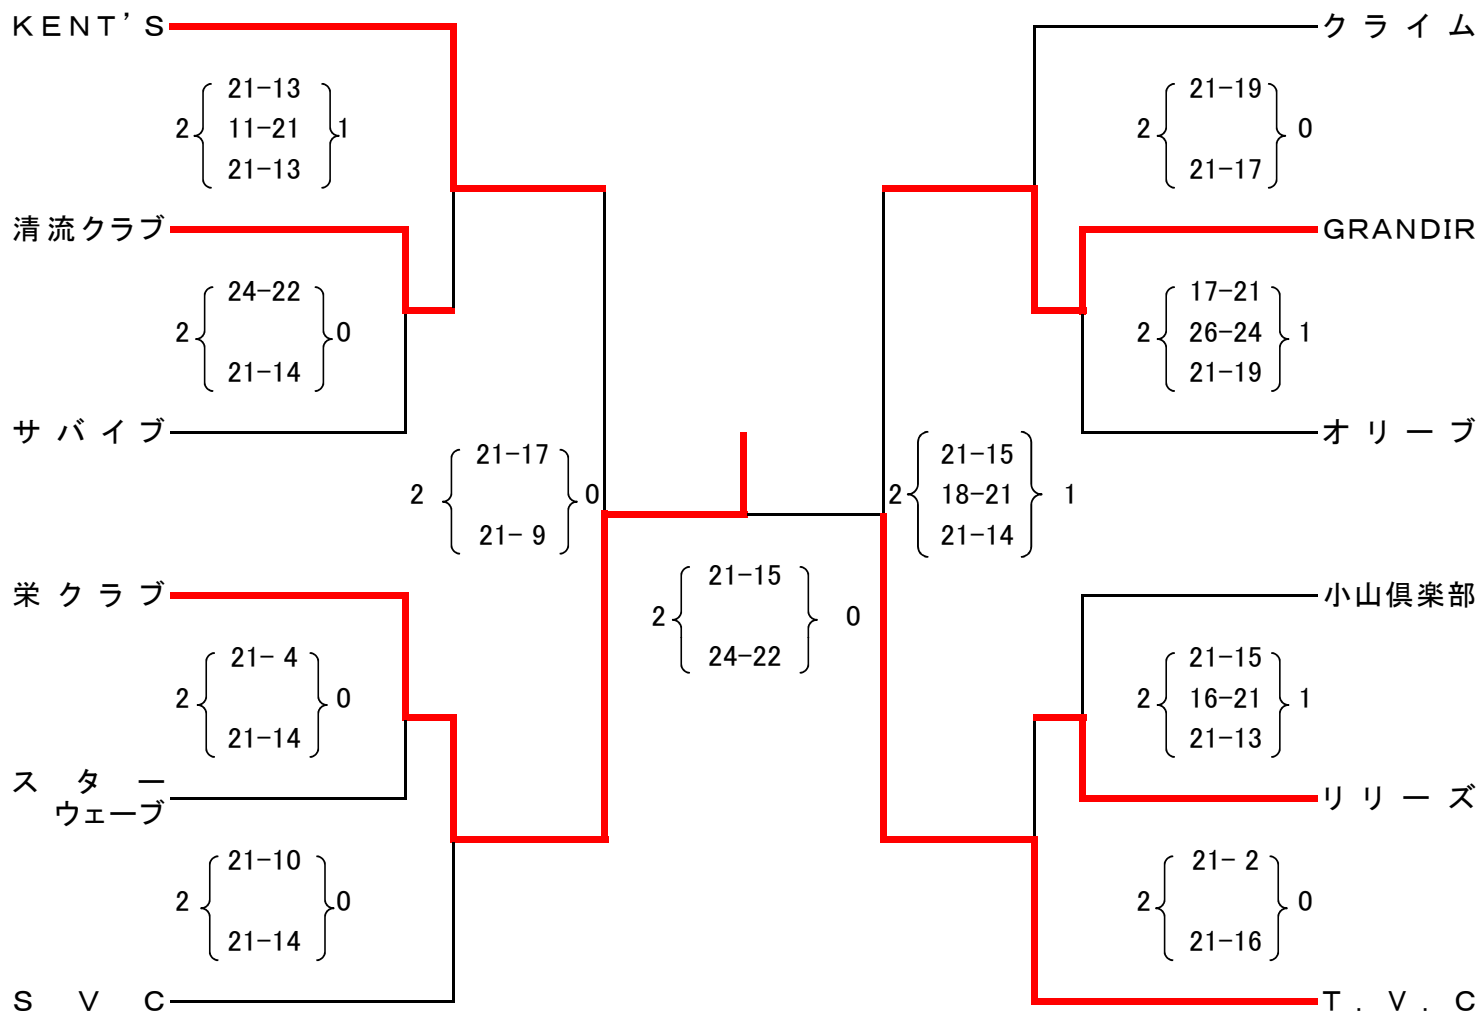 KENT'S
21-13
2 11-21 1
21-13
清流クラブ
24-22
2 0
21-14
サバイブ
21-17
2 0
21- 9
栄クラブ
21- 4
2 0
21-14
スター
ウェーブ
21-10
2 0
21-14
SVC
21-15
2 0
24-22
クライム
21-19
2 0
21-17
GRANDIR
17-21
2 26-24 1
21-19
オリーブ
21-15
2 18-21 1
21-14
小山倶楽部
21-15
2 16-21 1
21-13
リリーズ
21- 2
2 0
21-16
T.V.C